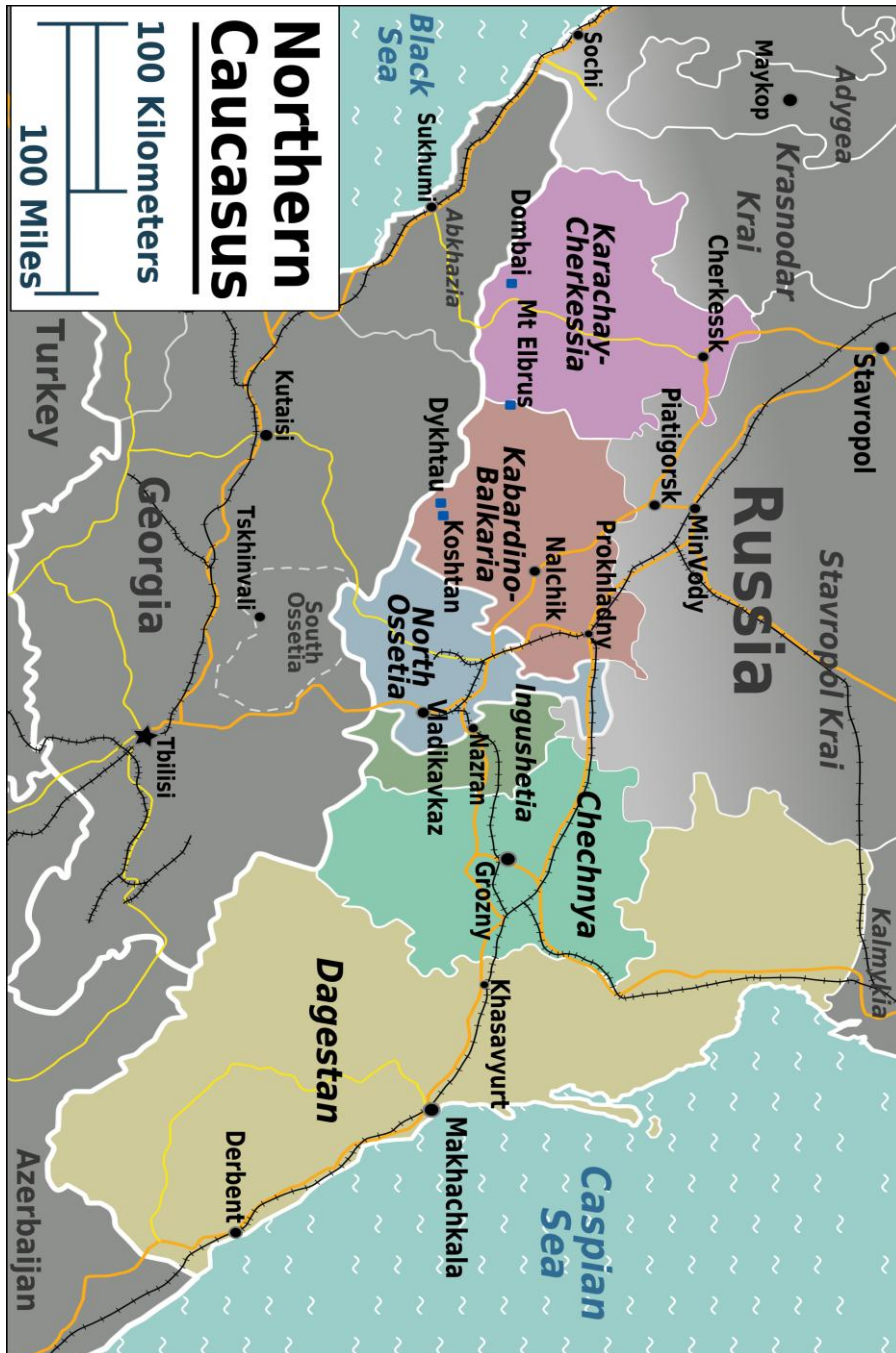 Northern
Caucasus
100 Kilometers
100 Miles
Black
Sea
Sochi
Maykop
Adygea
Krasnodar
Krai
Sukhumi
Abkhazia
Dombai
Karachay-
Cherkessia
Cherkessk
Stavropol
Mt Elbrus
Piatigorsk
MinVody
Russia
Stavropol Krai
Kutaisi
Dykhtau
Koshtan
Kabardino-
Balkaria
Nalchik
Prokhladny
Turkey
Georgia
Tskhinvali
South
Ossetia
North
Ossetia
Vladikavkaz
Nazran
Ingushetia
Chechnya
Grozny
Tbilisi
Kalmykia
Dagestan
Khasavyurt
Makhachkala
Derbent
Caspian
Sea
Azerbaijan